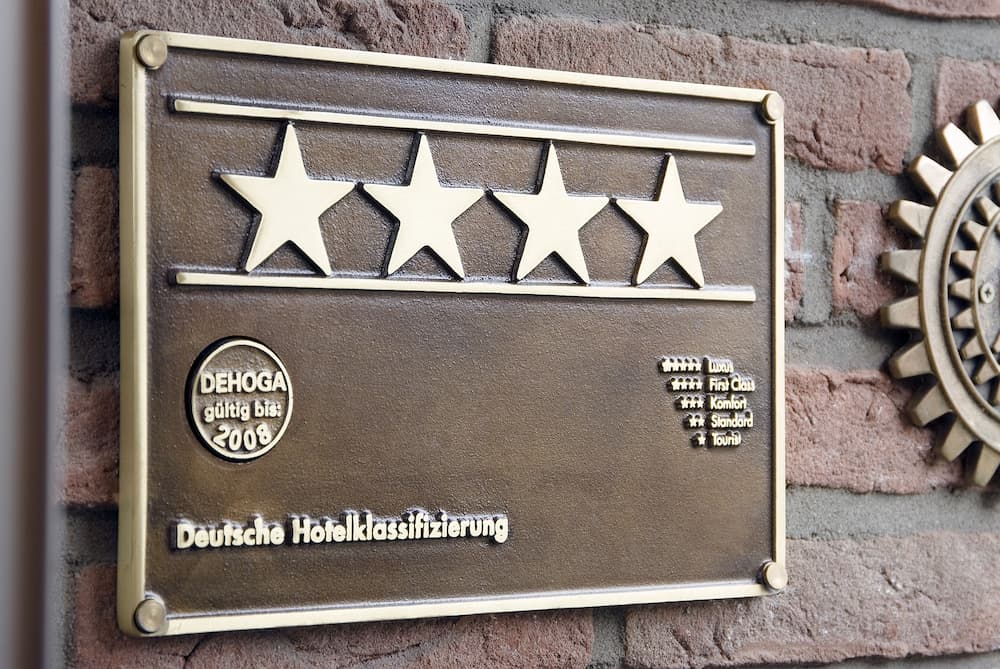 DEHOGA
gültig bis:
2008
Luxus
First Class
Komfort
Standard
Tourist
Deutsche Hotelklassifizierung